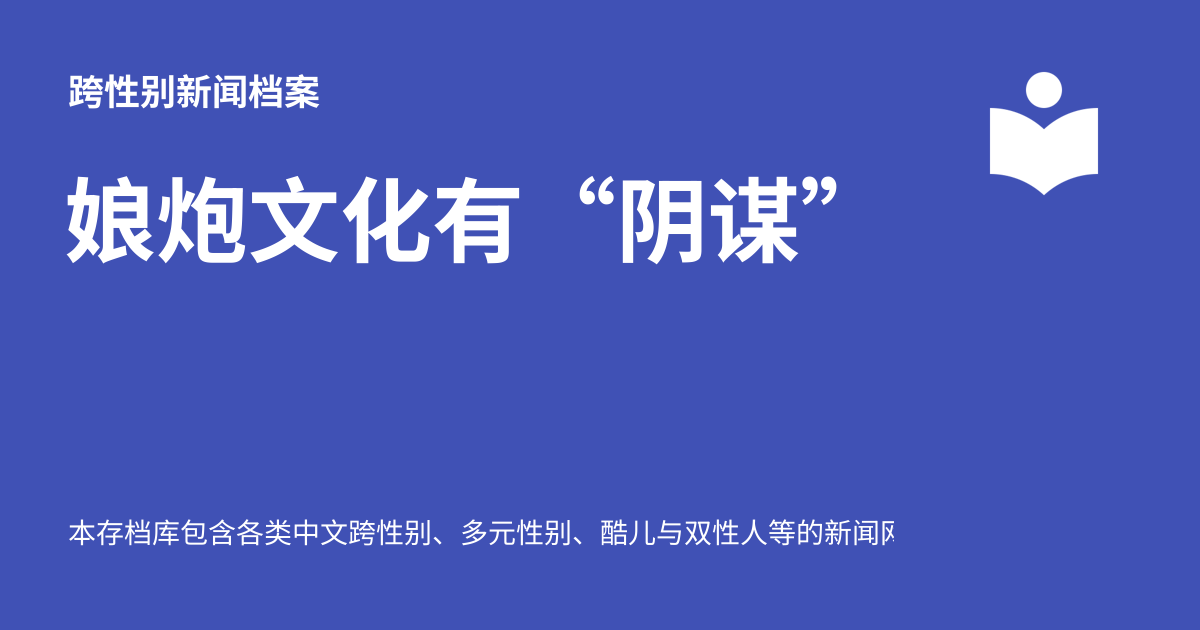 跨性别新闻档案
娘炮文化有“阴谋”
本存档库包含各类中文跨性别、多元性别、酷儿与双性人等的新闻网